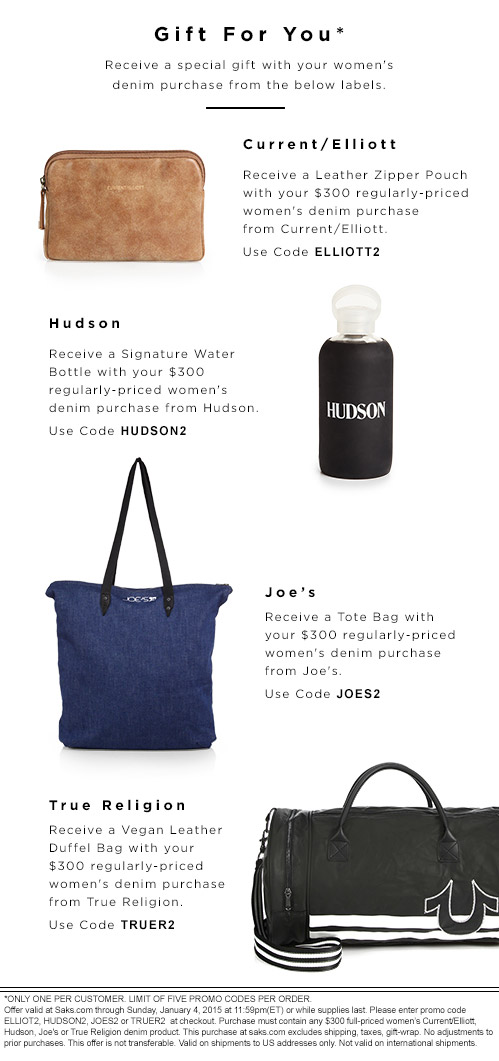 Gift For You*
Receive a special gift with your women's
denim purchase from the below labels.
Current/Elliott
Receive a Leather Zipper Pouch
with your $300 regularly-priced
women's denim purchase
from Current/Elliott.
Use Code ELLIOTT2
Hudson
Receive a Signature Water
Bottle with your $300
regularly-priced women's
denim purchase from Hudson.
Use Code HUDSON2
HUDSON
JOE'S
Joe's
Receive a Tote Bag with
your $300 regularly-priced
women's denim purchase
from Joe's.
Use Code JOES2
True Religion
Receive a Vegan Leather
Duffel Bag with your
$300 regularly-priced
women's denim purchase
from True Religion.
Use Code TRUER2
*ONLY ONE PER CUSTOMER. LIMIT OF FIVE PROMO CODES PER ORDER.
Offer valid at Saks.com through Sunday, January 4, 2015 at 11:59pm(ET) or while supplies last. Please enter promo code
ELLIOT2, HUDSON2, JOES2 or TRUER2 at checkout. Purchase must contain any $300 full-priced women's Current/Elliott,
Hudson, Joe's or True Religion denim product. This purchase at saks.com excludes shipping, taxes, gift-wrap. No adjustments to
prior purchases. This offer is not transferable. Valid on shipments to US addresses only. Not valid on international shipments.